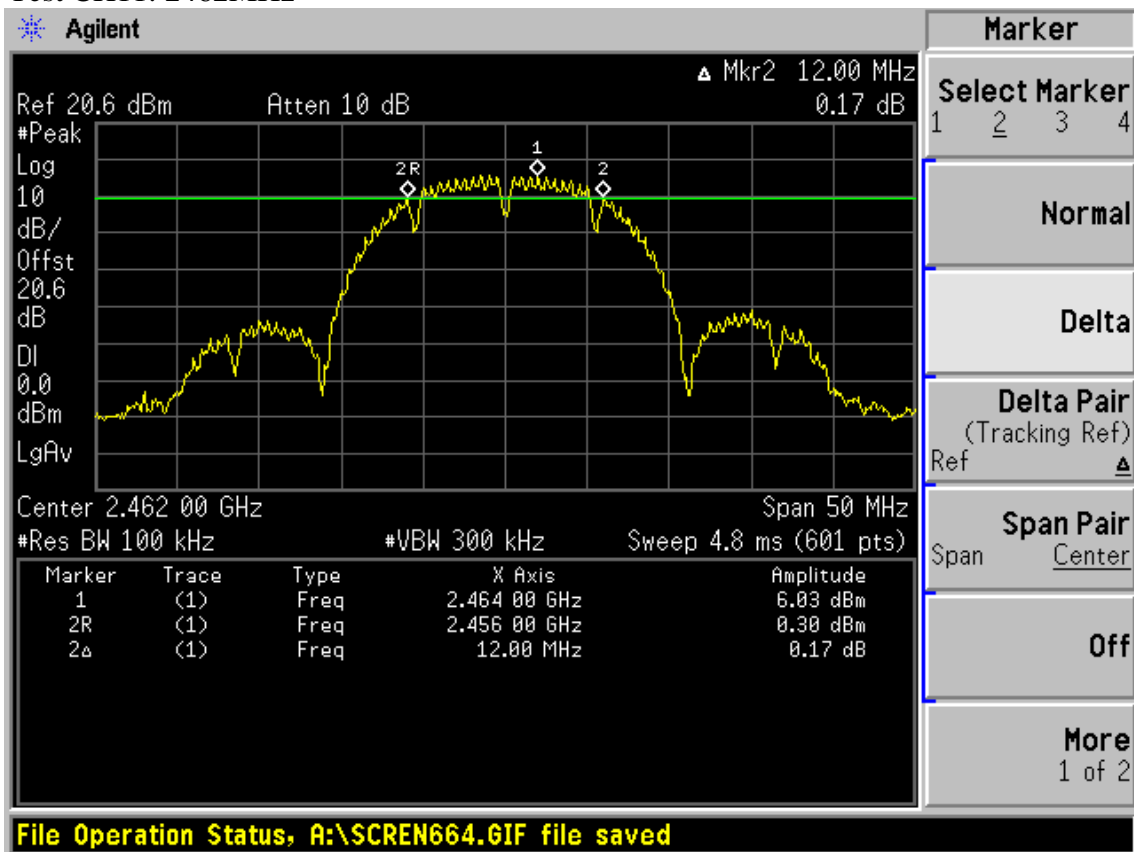 Agilent
Marker
Δ Mkr2 12.00 MHz
Ref 20.6 dBm Atten 10 dB 0.17 dB
#Peak
Log
10
dB/
Offst
20.6
dB
DI
0.0
dBm
LgAv
2R
1
2
Center 2.462 00 GHz Span 50 MHz
#Res BW 100 kHz #VBW 300 kHz Sweep 4.8 ms (601 pts)
Marker Trace Type X Axis Amplitude
1 (1) Freq 2.464 00 GHz 6.03 dBm
2R (1) Freq 2.456 00 GHz 0.30 dBm
2Δ (1) Freq 12.00 MHz 0.17 dB
Select Marker
1 2 3 4
Normal
Delta
Delta Pair
(Tracking Ref)
Ref Δ
Span Pair
Span Center
Off
More
1 of 2
File Operation Status, A:\SCREN664.GIF file saved